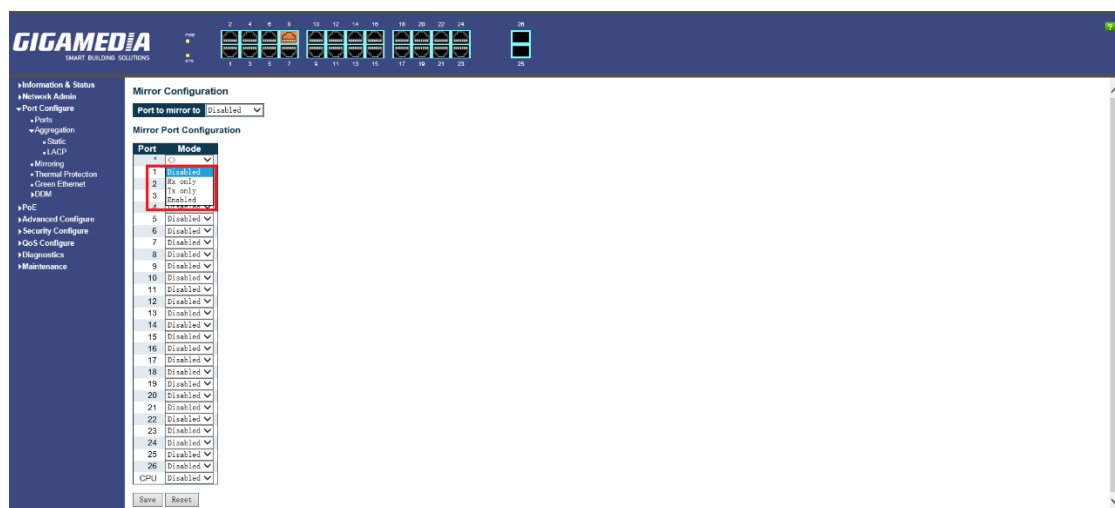 2 4 6 8 10 12 14 16 18 20 22 24 26
GIGAMEDIA
SMART BUILDING SOLUTIONS
PWR
SYS
1 3 5 7 9 11 13 15 17 19 21 23 25
?
Information & Status
Network Admin
Port Configure
Ports
Aggregation
Static
LACP
Mirroring
Thermal Protection
Green Ethernet
DDM
PoE
Advanced Configure
Security Configure
QoS Configure
Diagnostics
Maintenance
Mirror Configuration
Port to mirror to Disabled
Mirror Port Configuration
Port Mode
* <>
1 Disabled
2 Rx only
3 Tx only
Enabled
4 Disabled
5 Disabled
6 Disabled
7 Disabled
8 Disabled
9 Disabled
10 Disabled
11 Disabled
12 Disabled
13 Disabled
14 Disabled
15 Disabled
16 Disabled
17 Disabled
18 Disabled
19 Disabled
20 Disabled
21 Disabled
22 Disabled
23 Disabled
24 Disabled
25 Disabled
26 Disabled
CPU Disabled
Save Reset